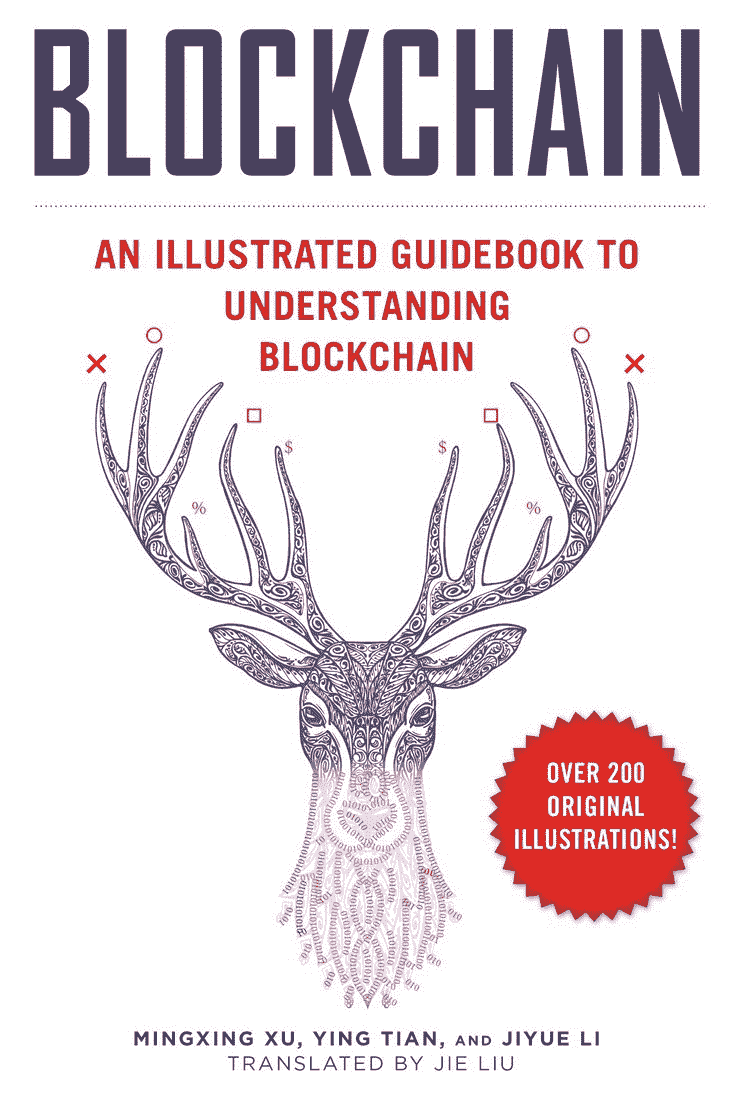 BLOCKCHAIN
AN ILLUSTRATED GUIDEBOOK TO
UNDERSTANDING
BLOCKCHAIN
$ $
% %
OVER 200
ORIGINAL
ILLUSTRATIONS!
MINGXING XU, YING TIAN, AND JIYUE LI
TRANSLATED BY JIE LIU